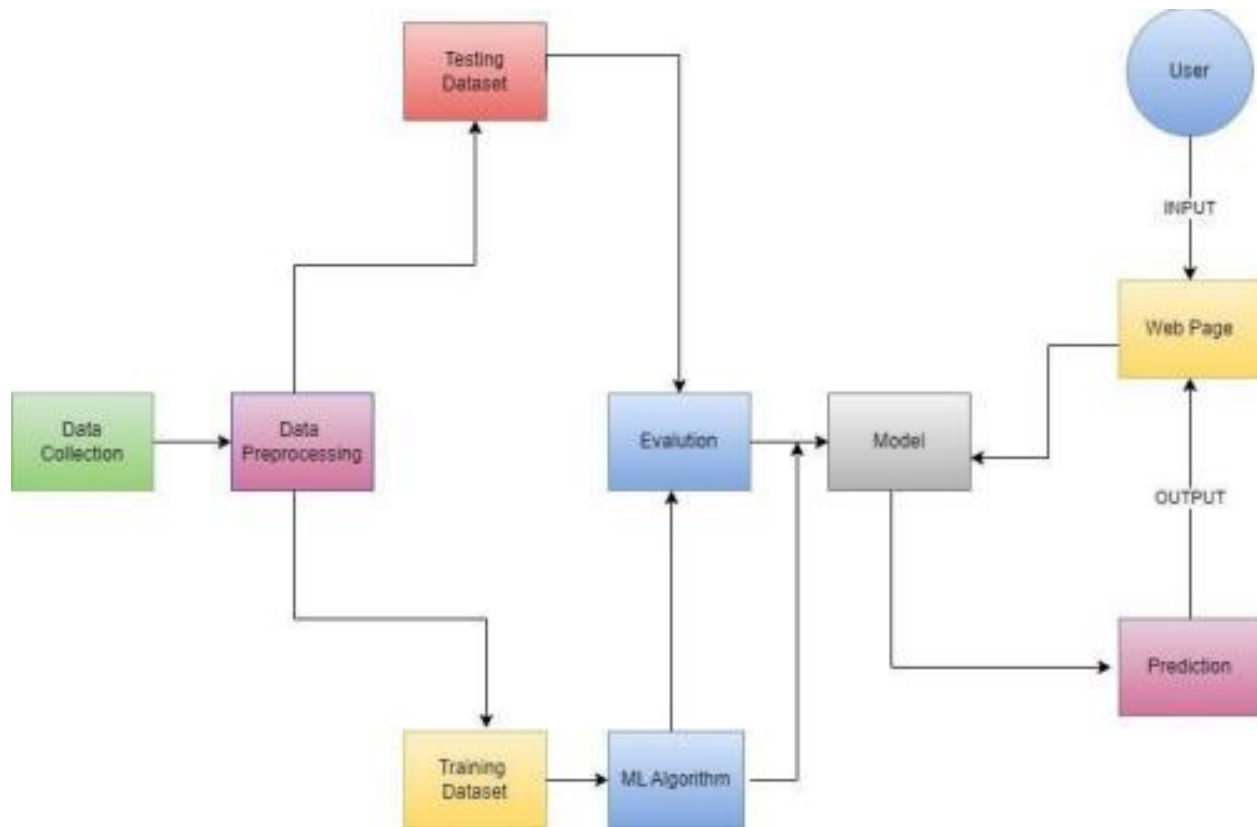 Testing
Dataset
User
INPUT
Web Page
Data
Collection
Data
Preprocessing
Evalution
Model
OUTPUT
Prediction
Training
Dataset
ML Algorithm